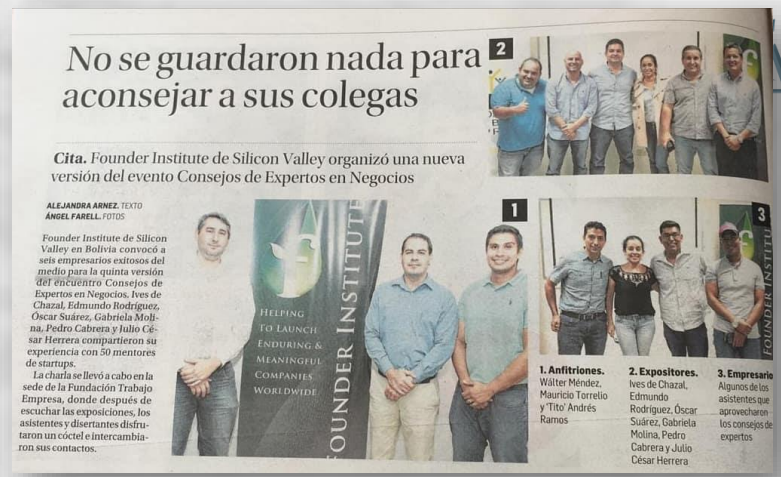 No se guardaron nada para
aconsejar a sus colegas
Cita. Founder Institute de Silicon Valley organizó una nueva
versión del evento Consejos de Expertos en Negocios
ALEJANDRA ARNEZ. TEXTO
ÁNGEL FARELL. FOTOS
Founder Institute de Silicon
Valley en Bolivia convocó a
seis empresarios exitosos del
medio para la quinta versión
del encuentro Consejos de
Expertos en Negocios, Ives de
Chazal, Edmundo Rodríguez,
Óscar Suárez, Gabriela Moli-
na, Pedro Cabrera y Julio Cé-
sar Herrera compartieron su
experiencia con 50 mentores
de startups.
La charla se llevó a cabo en la
sede de la Fundación Trabajo
Empresa, donde después de
escuchar las exposiciones, los
asistentes y disertantes disfru-
taron un cóctel e intercambia-
ron sus contactos.
1
f
HELPING
TO LAUNCH
ENDURING &
MEANINGFUL
COMPANIES
WORLDWIDE
FOUNDER INSTITUTE
2
3
FOUNDER INSTITU
1. Anfitriones.
Wálter Méndez,
Mauricio Torrelio
y 'Tito' Andrés
Ramos
2. Expositores.
Ives de Chazal,
Edmundo
Rodríguez, Óscar
Suárez, Gabriela
Molina, Pedro
Cabrera y Julio
César Herrera
3. Empresario
Algunos de los
asistentes que
aprovecharon
los consejos de
expertos